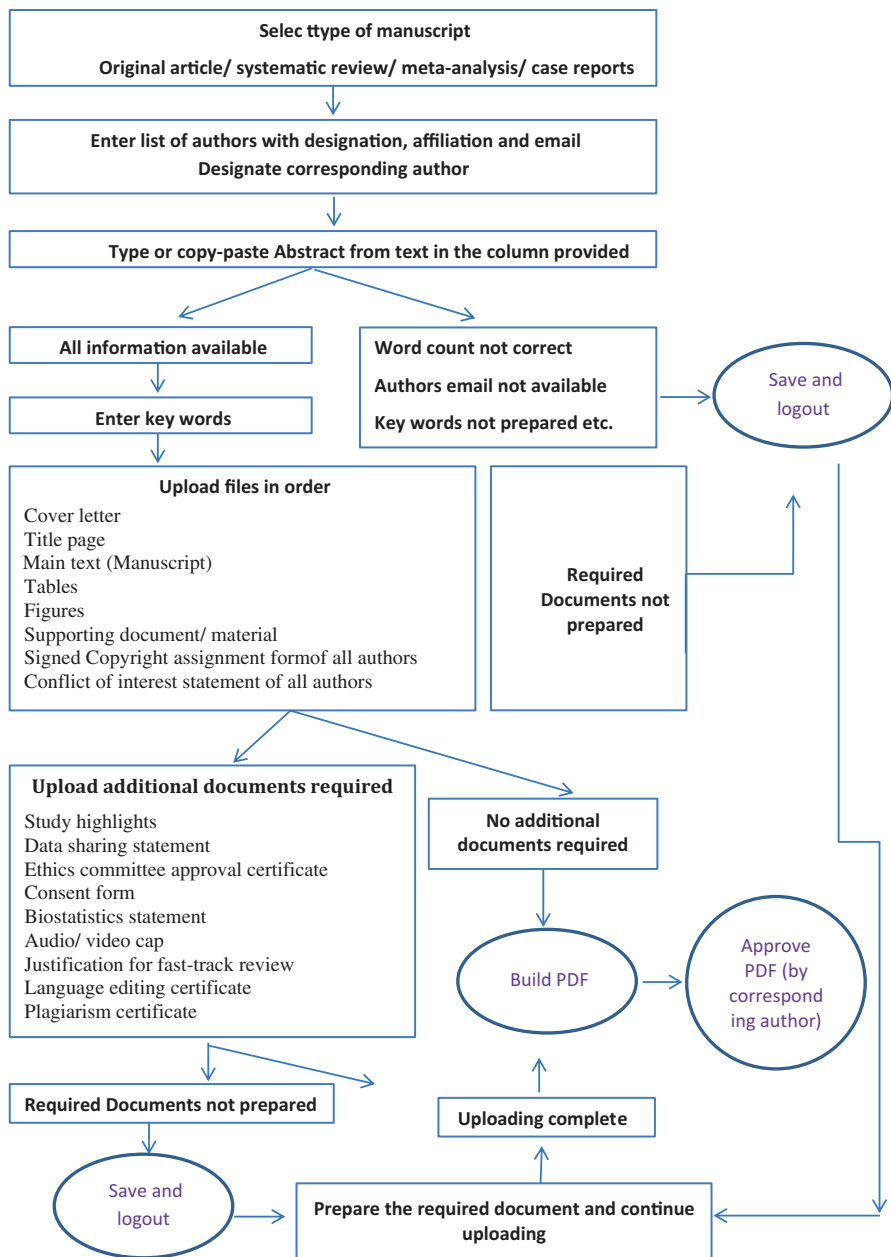 Selec ttype of manuscript
Original article/ systematic review/ meta-analysis/ case reports
Enter list of authors with designation, affiliation and email
Designate corresponding author
Type or copy-paste Abstract from text in the column provided
All information available
Word count not correct
Authors email not available
Key words not prepared etc.
Save and
logout
Enter key words
Upload files in order
Cover letter
Title page
Main text (Manuscript)
Tables
Figures
Supporting document/ material
Signed Copyright assignment formof all authors
Conflict of interest statement of all authors
Required
Documents not
prepared
Upload additional documents required
Study highlights
Data sharing statement
Ethics committee approval certificate
Consent form
Biostatistics statement
Audio/ video cap
Justification for fast-track review
Language editing certificate
Plagiarism certificate
No additional
documents required
Build PDF
Approve
PDF (by
correspond
ing author)
Required Documents not prepared
Uploading complete
Save and
logout
Prepare the required document and continue
uploading